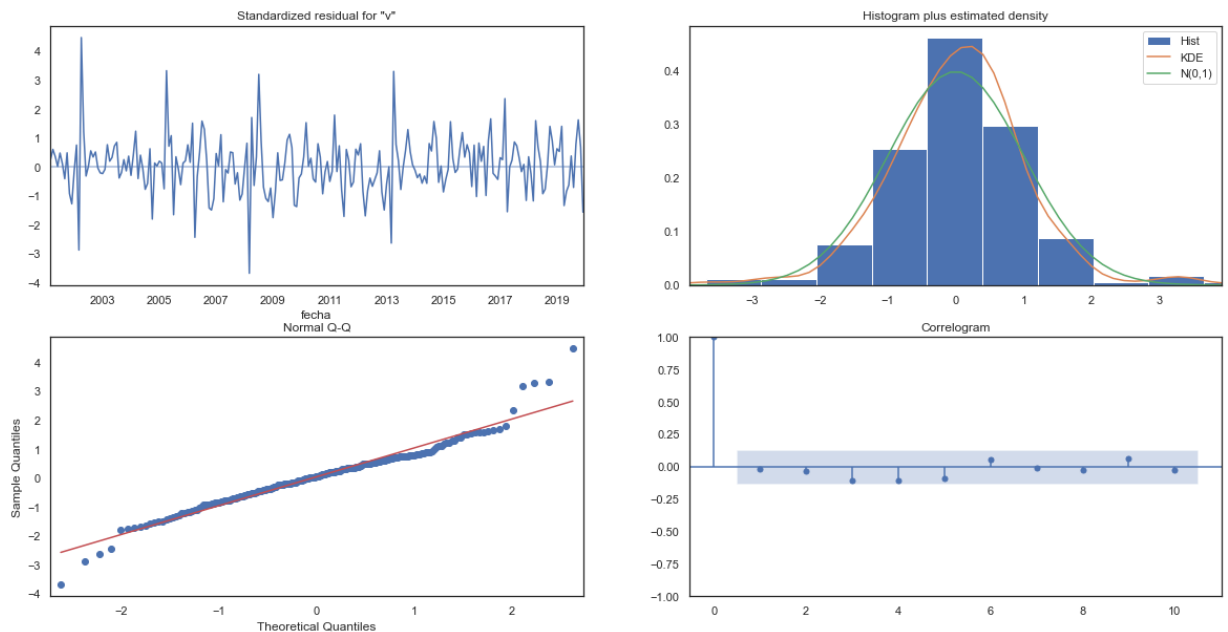 Standardized residual for "v"
4
3
2
1
0
−1
−2
−3
−4
2003 2005 2007 2009 2011 2013 2015 2017 2019
fecha
Histogram plus estimated density
Hist
KDE
N(0,1)
0.4
0.3
0.2
0.1
0.0
−3 −2 −1 0 1 2 3
Normal Q-Q
Sample Quantiles
4
3
2
1
0
−1
−2
−3
−4
−2 −1 0 1 2
Theoretical Quantiles
Correlogram
1.00
0.75
0.50
0.25
0.00
−0.25
−0.50
−0.75
−1.00
0 2 4 6 8 10